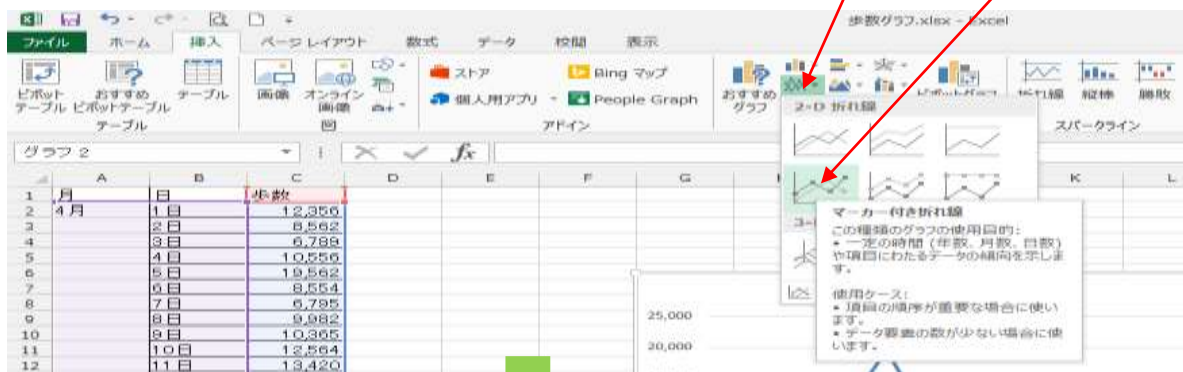 歩数グラフ.xlsx - Excel
ファイル ホーム 挿入 ページレイアウト 数式 データ 校閲 表示
ピボット
テーブル
おすすめ
ピボットテーブル
テーブル
画像
オンライン
画像
ストア
個人用アプリ
Bing マップ
People Graph
おすすめ
グラフ
折れ線 縦棒 勝敗
テーブル
アドイン
スパークライン
2-D 折れ線
グラフ 2
fx
A B C D E F G K L
1 月 日 歩数
2 4月 1日 12,356
3 2日 8,562
4 3日 6,789
5 4日 10,556
6 5日 19,562
7 6日 8,554
8 7日 6,795
9 8日 9,982
10 9日 10,365
11 10日 12,564
12 11日 13,420
マーカー付き折れ線
この種類のグラフの使用目的:
• 一定の時間 (年数、月数、日数)
や項目にわたるデータの傾向を示しま
す。
使用ケース:
• 項目の順序が重要な場合に使い
ます。
• データ要素の数が少ない場合に使
います。
25,000
20,000